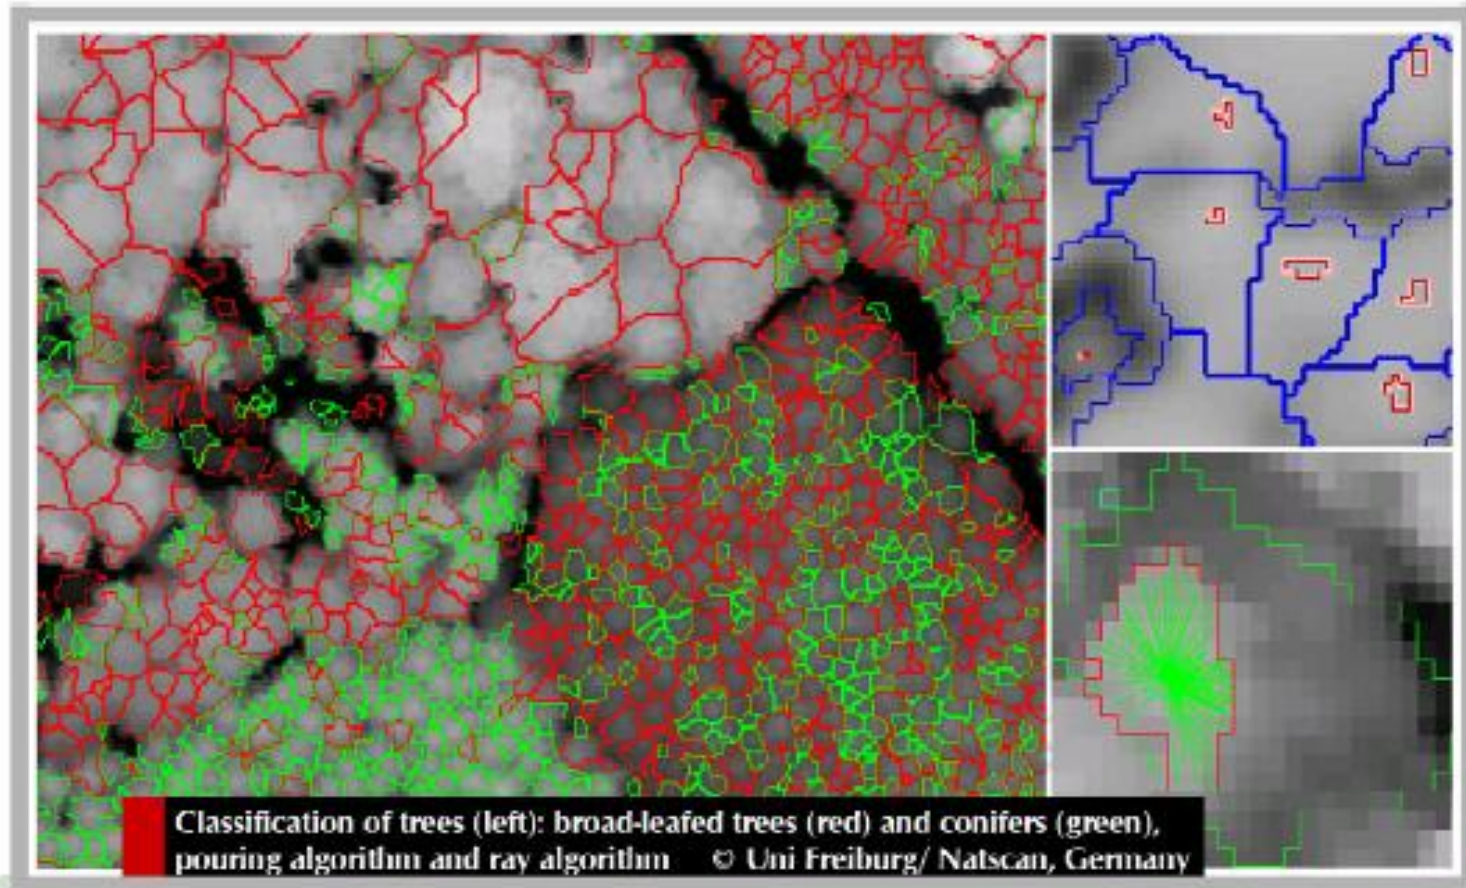 Classification of trees (left): broad-leafed trees (red) and conifers (green),
pouring algorithm and ray algorithm © Uni Freiburg/ Natscan, Germany